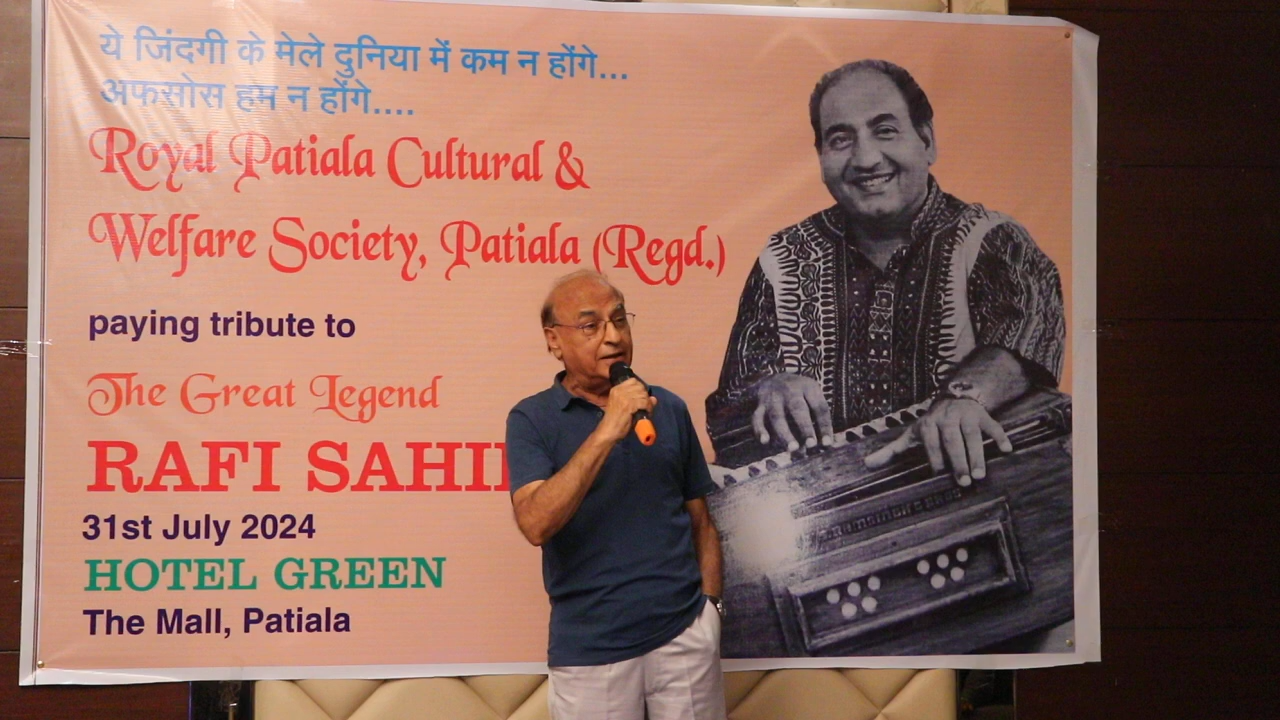 ये जिंदगी के मेले दुनिया में कम न होंगे...
अफसोस हम न होंगे....
Royal Patiala Cultural &
Welfare Society, Patiala (Regd.)
paying tribute to
The Great Legend
RAFI
31st July 2024
HOTEL GREEN
The Mall, Patiala